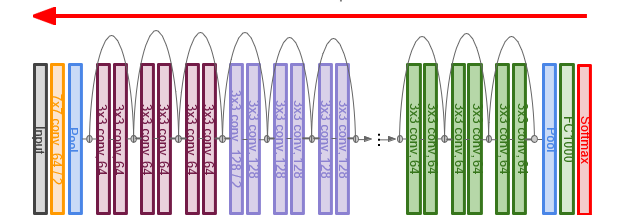 Input
7x7 conv, 64 / 2
Pool
3x3 conv, 64
3x3 conv, 64
3x3 conv, 64
3x3 conv, 64
3x3 conv, 64
3x3 conv, 64
3x3 conv, 128 / 2
3x3 conv, 128
3x3 conv, 128
3x3 conv, 128
3x3 conv, 128
3x3 conv, 128
...
3x3 conv, 64
3x3 conv, 64
3x3 conv, 64
3x3 conv, 64
3x3 conv, 64
3x3 conv, 64
Pool
FC 1000
Softmax